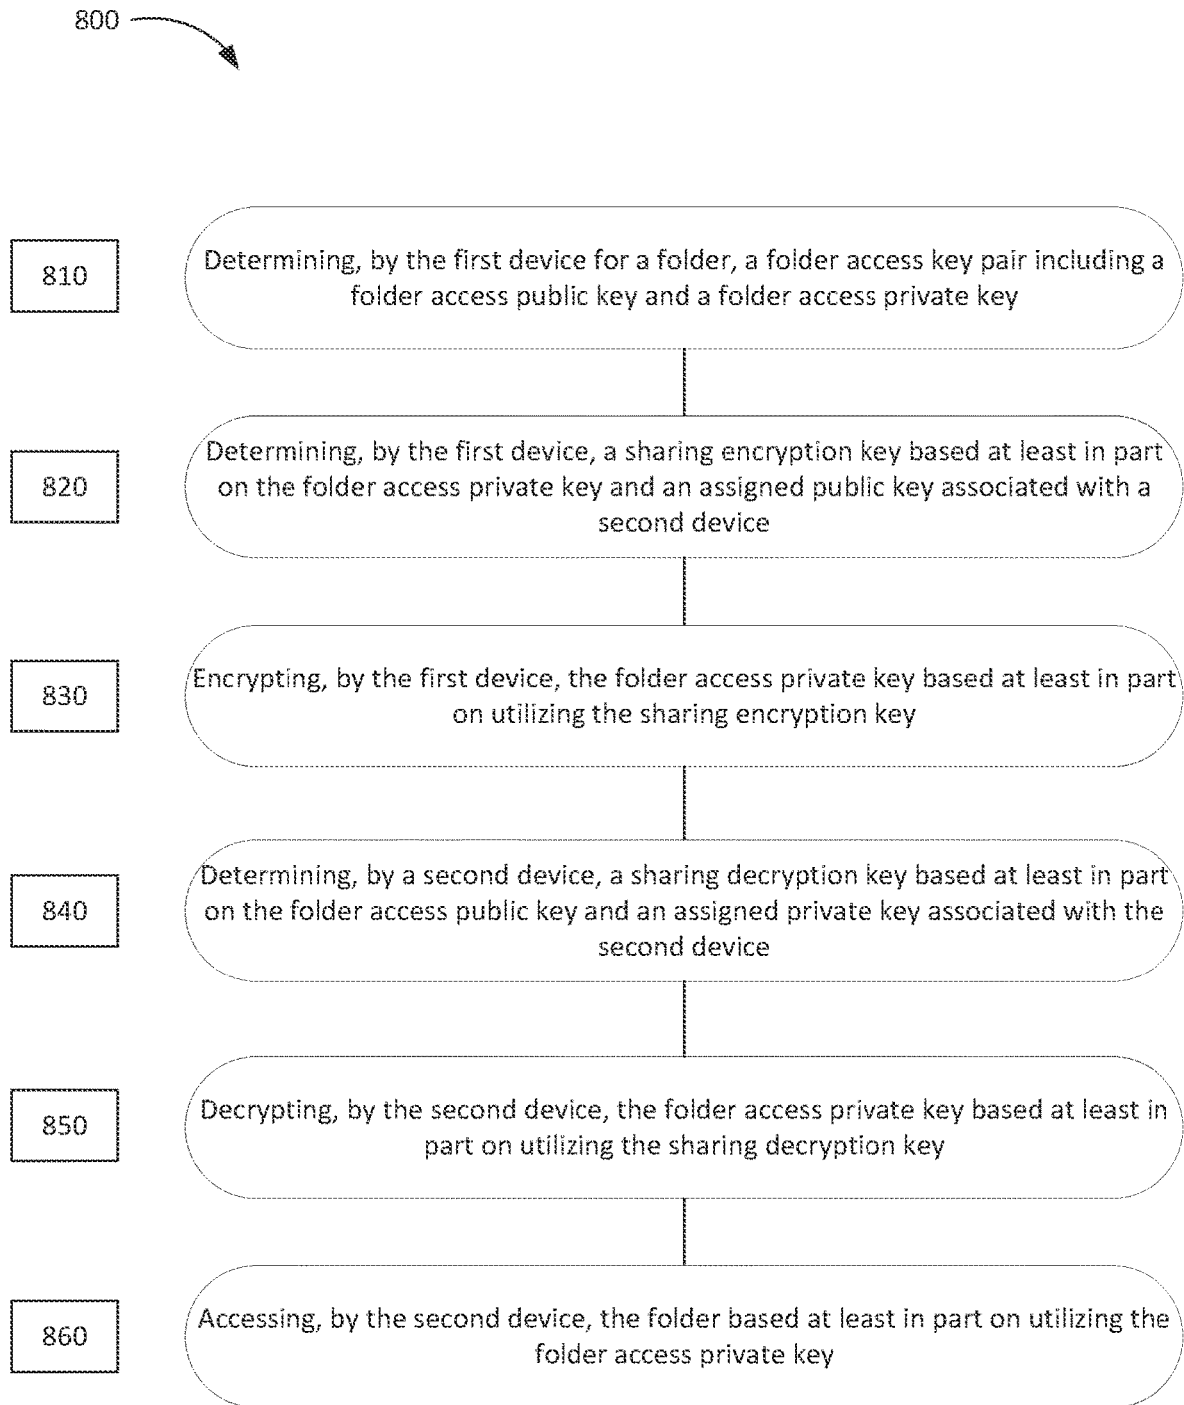 800
810
Determining, by the first device for a folder, a folder access key pair including a
folder access public key and a folder access private key
820
Determining, by the first device, a sharing encryption key based at least in part
on the folder access private key and an assigned public key associated with a
second device
830
Encrypting, by the first device, the folder access private key based at least in part
on utilizing the sharing encryption key
840
Determining, by a second device, a sharing decryption key based at least in part
on the folder access public key and an assigned private key associated with the
second device
850
Decrypting, by the second device, the folder access private key based at least in
part on utilizing the sharing decryption key
860
Accessing, by the second device, the folder based at least in part on utilizing the
folder access private key